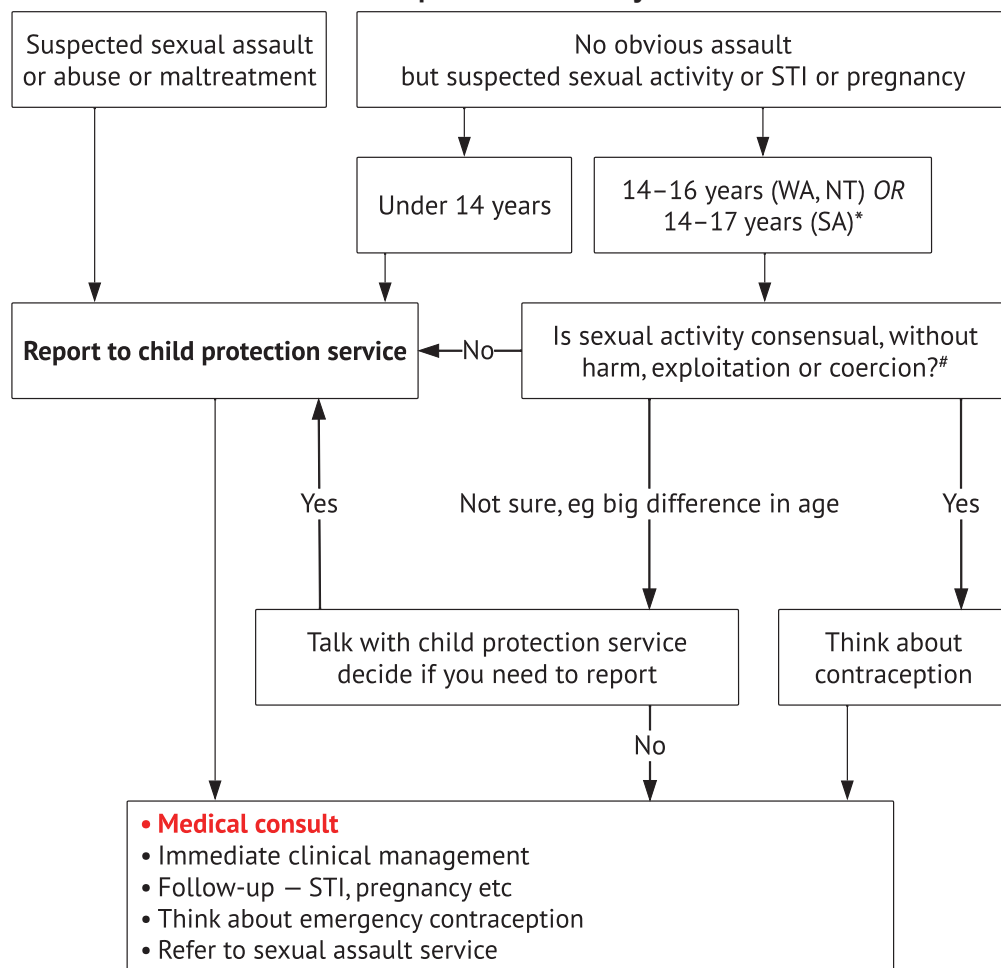 Suspected sexual assault
or abuse or maltreatment
No obvious assault
but suspected sexual activity or STI or pregnancy
Under 14 years
14–16 years (WA, NT) OR
14–17 years (SA)*
Report to child protection service
No
Is sexual activity consensual, without
harm, exploitation or coercion?#
Yes
Not sure, eg big difference in age
Yes
Talk with child protection service
decide if you need to report
Think about
contraception
No
• Medical consult
• Immediate clinical management
• Follow-up — STI, pregnancy etc
• Think about emergency contraception
• Refer to sexual assault service